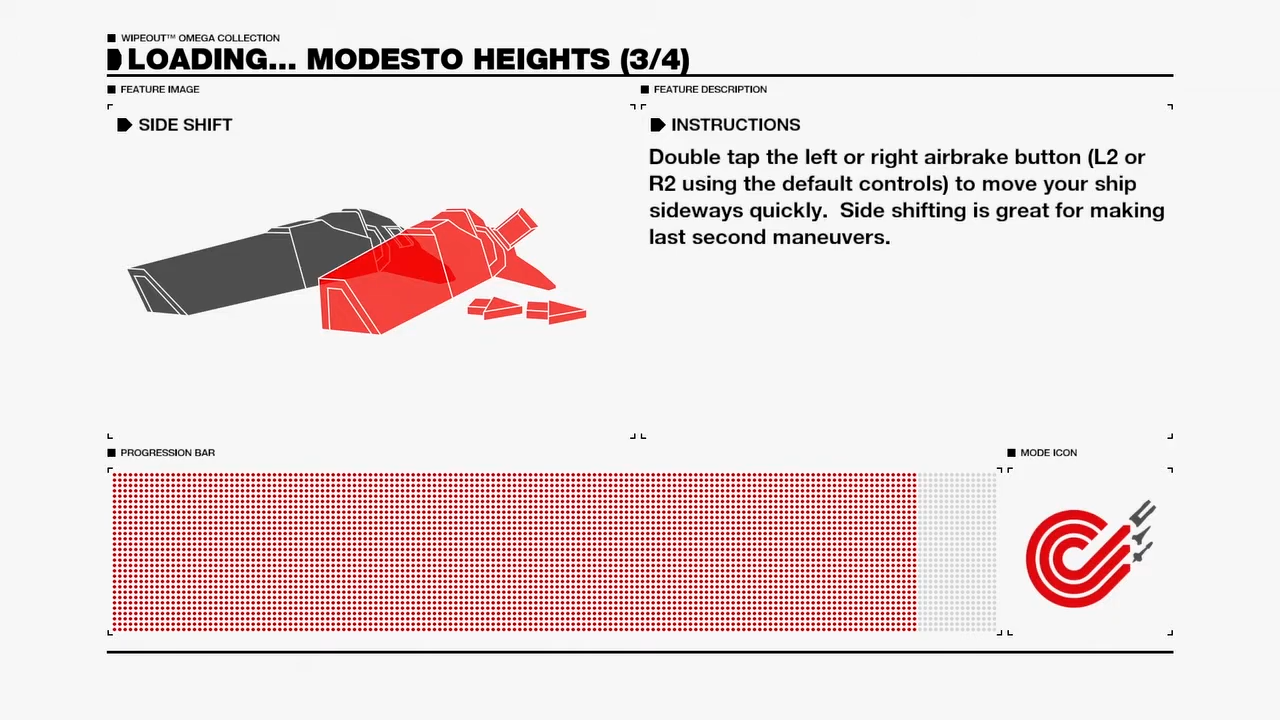 WIPEOUT™ OMEGA COLLECTION
LOADING... MODESTO HEIGHTS (3/4)
FEATURE IMAGE
SIDE SHIFT
FEATURE DESCRIPTION
INSTRUCTIONS
Double tap the left or right airbrake button (L2 or
R2 using the default controls) to move your ship
sideways quickly.  Side shifting is great for making
last second maneuvers.
PROGRESSION BAR
MODE ICON